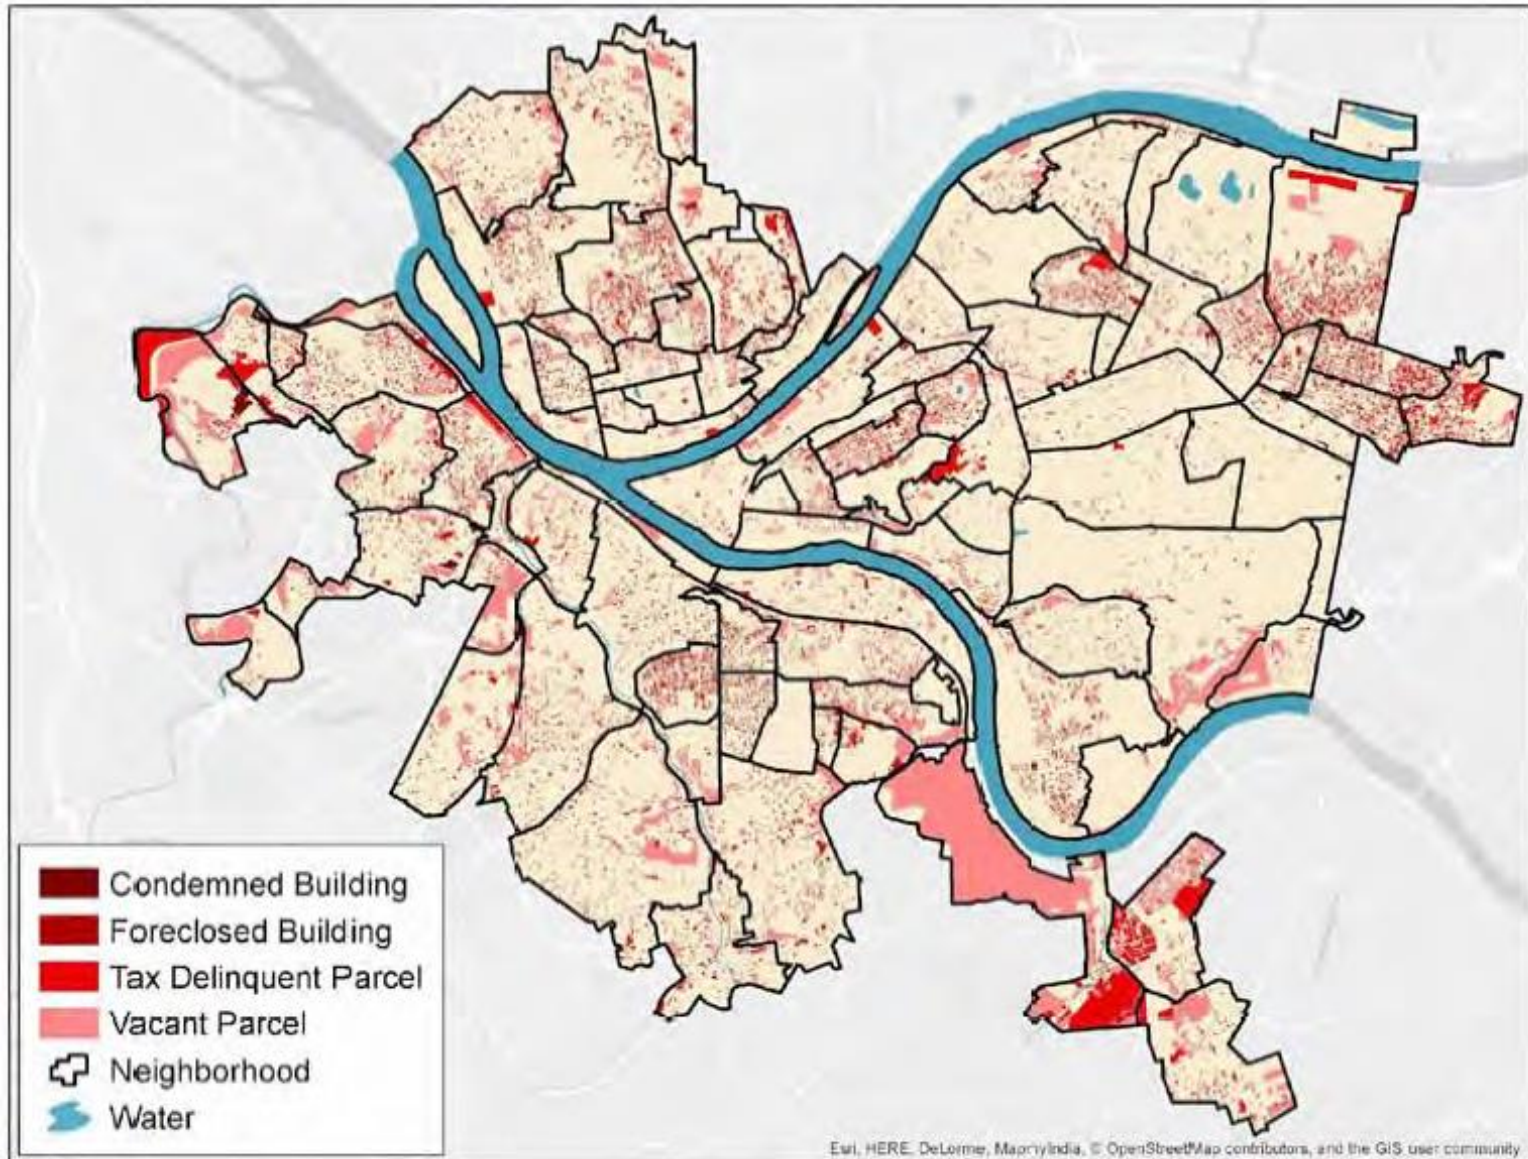 Condemned Building
Foreclosed Building
Tax Delinquent Parcel
Vacant Parcel
Neighborhood
Water
Esri, HERE, DeLorme, MapmyIndia, © OpenStreetMap contributors, and the GIS user community